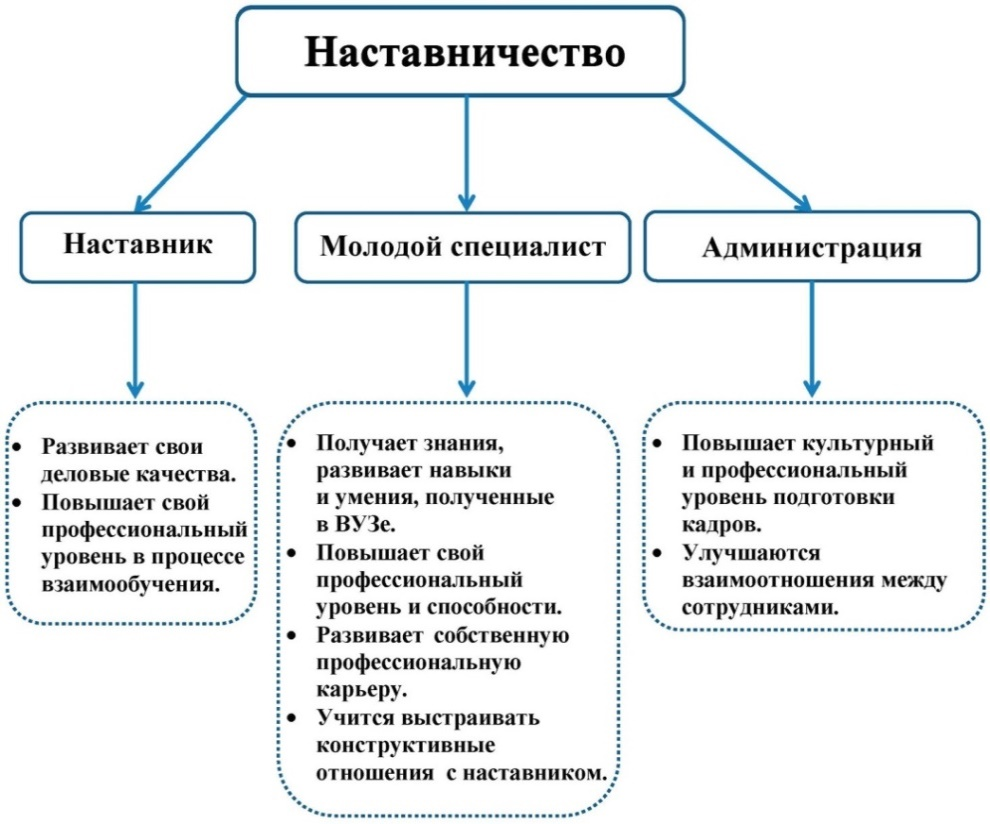 Наставничество
Наставник
Молодой специалист
Администрация
• Развивает свои
деловые качества.
• Повышает свой
профессиональный
уровень в процессе
взаимообучения.
• Получает знания,
развивает навыки
и умения, полученные
в ВУЗе.
• Повышает свой
профессиональный
уровень и способности.
• Развивает собственную
профессиональную
карьеру.
• Учится выстраивать
конструктивные
отношения с наставником.
• Повышает культурный
и профессиональный
уровень подготовки
кадров.
• Улучшаются
взаимоотношения между
сотрудниками.